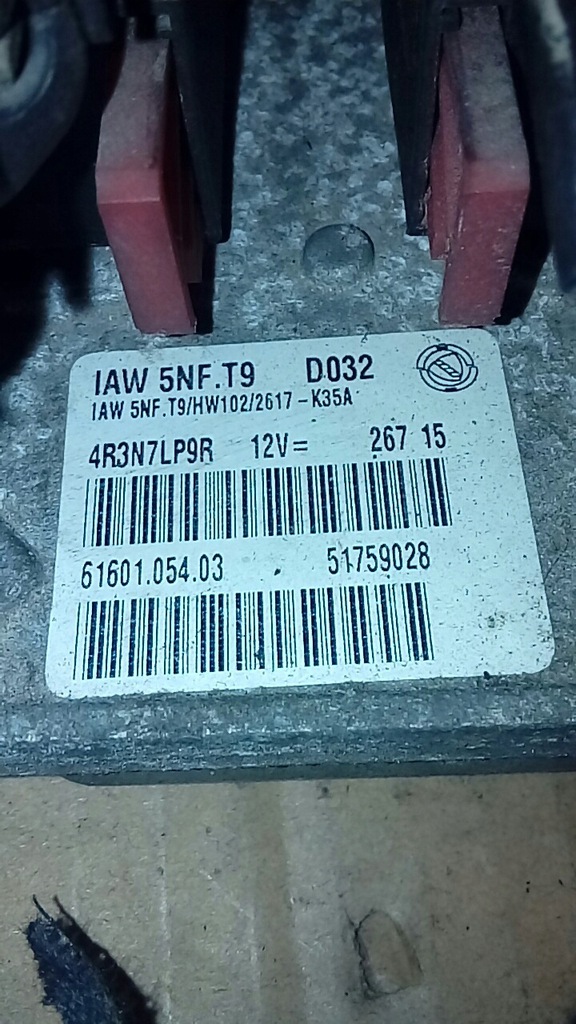 IAW 5NF.T9 D032
IAW 5NF.T9/HW102/2617-K35A
4R3N7LP9R 12V= 267 15
61601.054.03 51759028